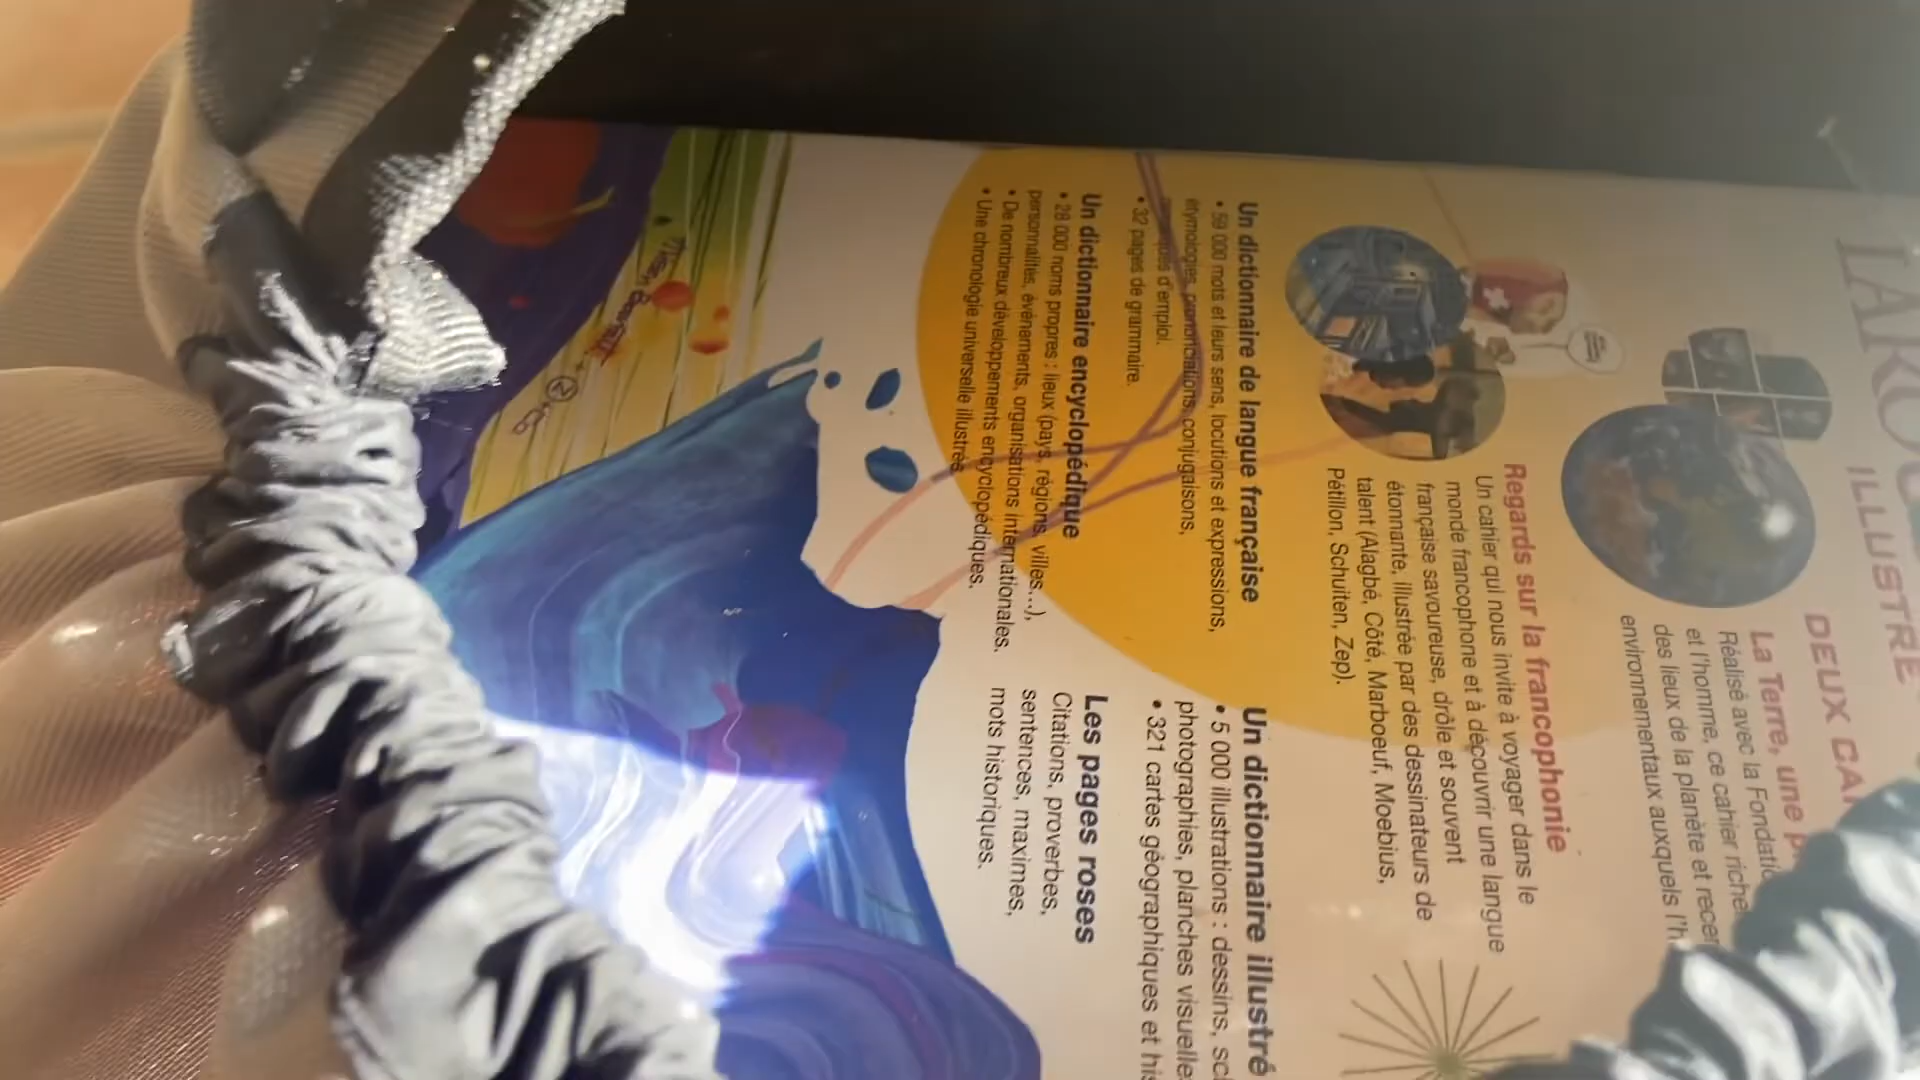 LAROU
ILLUSTRÉ
DEUX CA
La Terre, une p
Réalisé avec la Fondatio
et l'homme, ce cahier riche
des lieux de la planète et recen
environnementaux auxquels l'h
Regards sur la francophonie
Un cahier qui nous invite à voyager dans le
monde francophone et à découvrir une langue
française savoureuse, drôle et souvent
étonnante, illustrée par des dessinateurs de
talent (Alagbé, Côté, Marboeuf, Moebius,
Pétillon, Schuiten, Zep).
Un dictionnaire de langue française
• 59 000 mots et leurs sens, locutions et expressions,
étymologies, prononciations, conjugaisons,
d'emploi.
• 32 pages de grammaire.
Un dictionnaire encyclopédique
• 28 000 noms propres : lieux (pays, régions, villes...),
personnalités, événements, organisations internationales.
• De nombreux développements encyclopédiques.
• Une chronologie universelle illustrée.
Un dictionnaire illustré
• 5 000 illustrations : dessins, sch
photographies, planches visuelle
• 321 cartes géographiques et his
Les pages roses
Citations, proverbes,
sentences, maximes,
mots historiques.